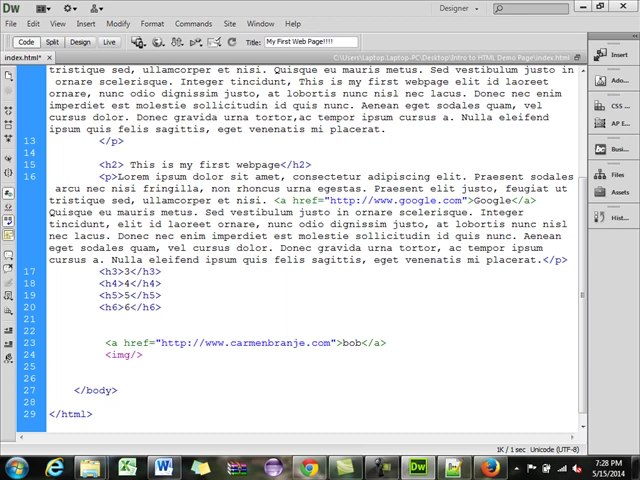 Dw
Designer
File Edit View Insert Modify Format Commands Site Window Help
Code Split Design Live Title: My First Web Page!!!!
index.html* × C:\Users\Laptop.Laptop-PC\Desktop\Intro to HTML Demo Page\index.html
tristique sed, ullamcorper et nisi. Quisque eu mauris metus. Sed vestibulum justo in
ornare scelerisque. Integer tincidunt, This is my first webpage elit id laoreet
ornare, nunc odio dignissim justo, at lobortis nunc nisl nec lacus. Donec nec enim
imperdiet est molestie sollicitudin id quis nunc. Aenean eget sodales quam, vel
cursus dolor. Donec gravida urna tortor,ac tempor ipsum cursus a. Nulla eleifend
ipsum quis felis sagittis, eget venenatis mi placerat.
13 </p>
14
15 <h2> This is my first webpage</h2>
16 <p>Lorem ipsum dolor sit amet, consectetur adipiscing elit. Praesent sodales
arcu nec nisi fringilla, non rhoncus urna egestas. Praesent elit justo, feugiat ut
tristique sed, ullamcorper et nisi. <a href="http://www.google.com">Google</a>
Quisque eu mauris metus. Sed vestibulum justo in ornare scelerisque. Integer
tincidunt, elit id laoreet ornare, nunc odio dignissim justo, at lobortis nunc nisl
nec lacus. Donec nec enim imperdiet est molestie sollicitudin id quis nunc. Aenean
eget sodales quam, vel cursus dolor. Donec gravida urna tortor, ac tempor ipsum
cursus a. Nulla eleifend ipsum quis felis sagittis, eget venenatis mi placerat.</p>
17 <h3>3</h3>
18 <h4>4</h4>
19 <h5>5</h5>
20 <h6>6</h6>
21
22
23 <a href="http://www.carmenbranje.com">bob</a>
24 <img/>
25
26
27 </body>
28
29 </html>
Insert
Ado...
CSS ...
AP E...
Busi...
Files
Assets
Hist...
1K / 1 sec Unicode (UTF-8)
Dw
7:28 PM
5/15/2014